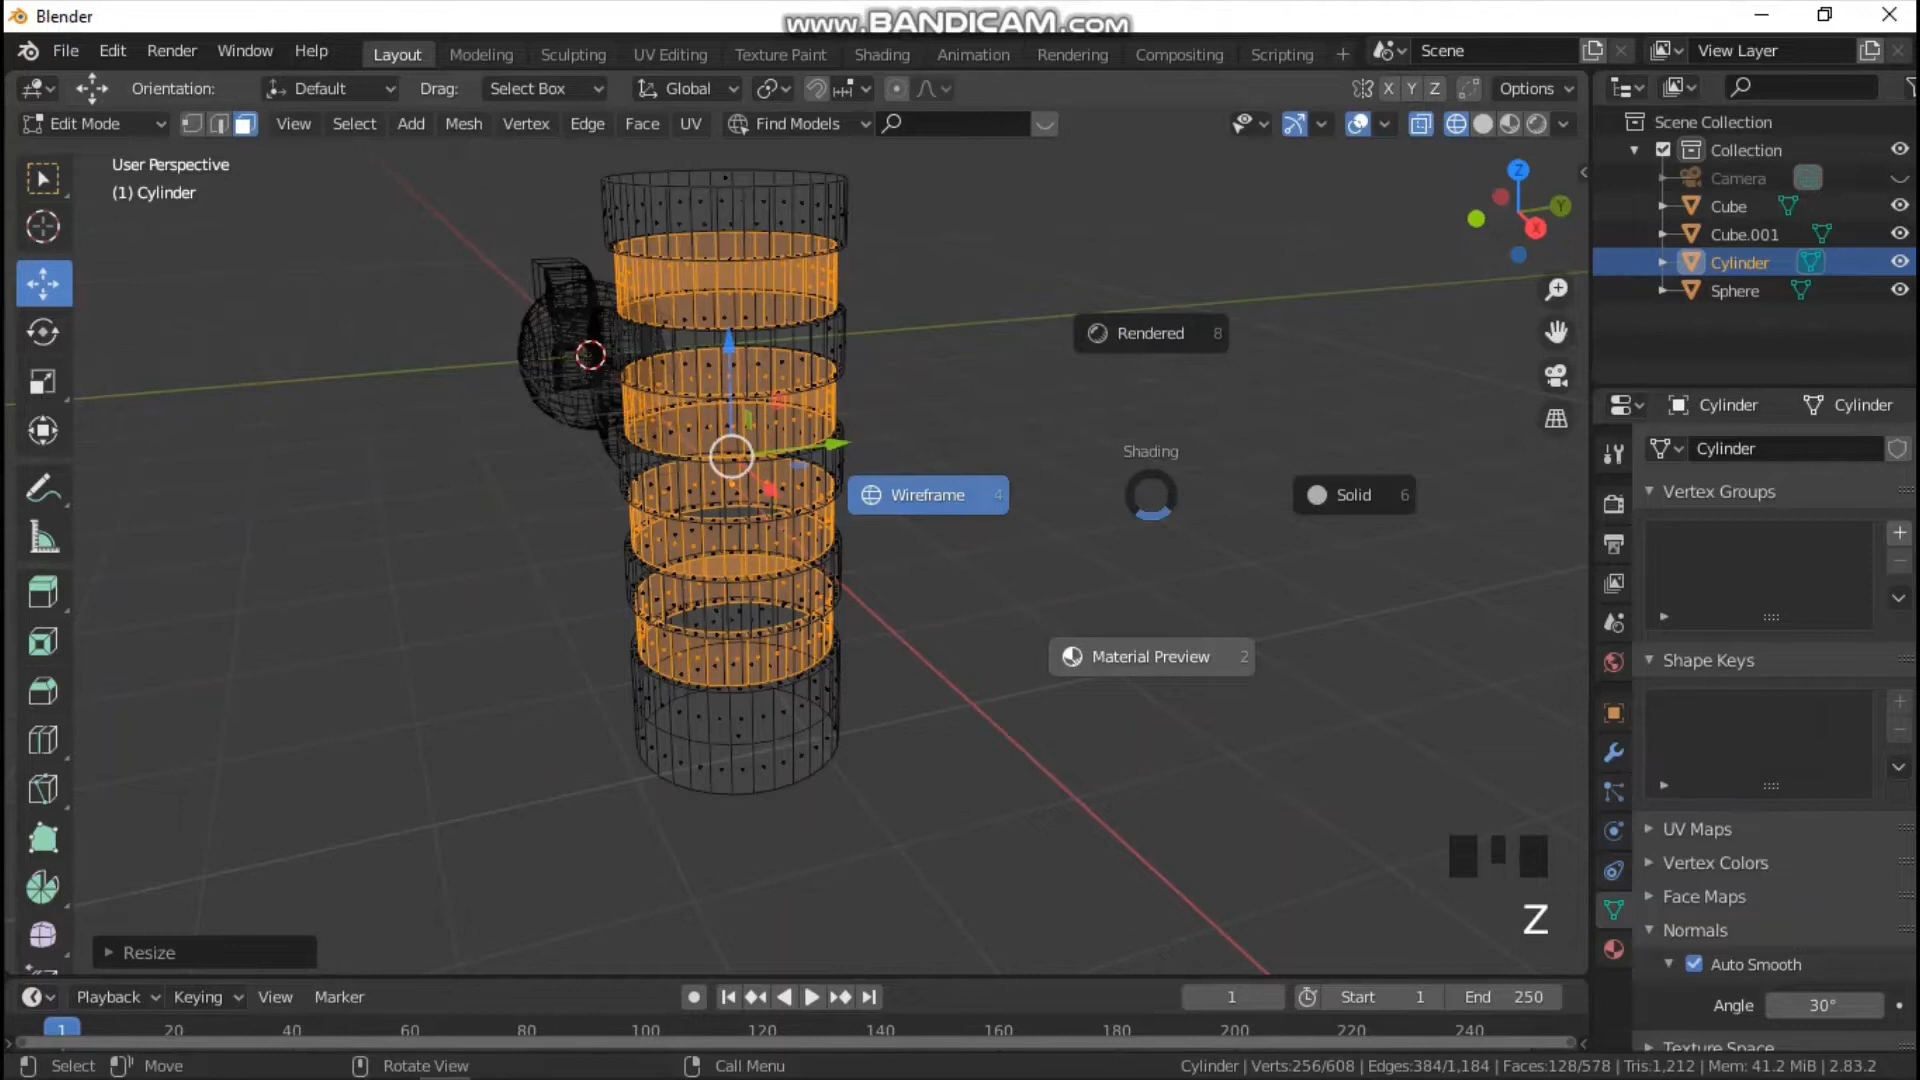 Blender
www.BANDICAM.com
File Edit Render Window Help
Layout Modeling Sculpting UV Editing Texture Paint Shading Animation Rendering Compositing Scripting +
Scene
View Layer
Orientation: Default Drag: Select Box Global
X Y Z Options
Edit Mode View Select Add Mesh Vertex Edge Face UV Find Models
User Perspective
(1) Cylinder
Z
Y
X
Scene Collection
Collection
Camera
Cube
Cube.001
Cylinder
Sphere
Rendered 8
Shading
Wireframe 4
Solid 6
Material Preview 2
Z
Resize
Cylinder Cylinder
Cylinder
Vertex Groups
Shape Keys
UV Maps
Vertex Colors
Face Maps
Normals
Auto Smooth
Angle 30°
Texture Space
Playback Keying View Marker
1 Start 1 End 250
1 20 40 60 80 100 120 140 160 180 200 220 240
Select Move Rotate View Call Menu
Cylinder | Verts:256/608 | Edges:384/1,184 | Faces:128/578 | Tris:1,212 | Mem: 41.2 MiB | 2.83.2